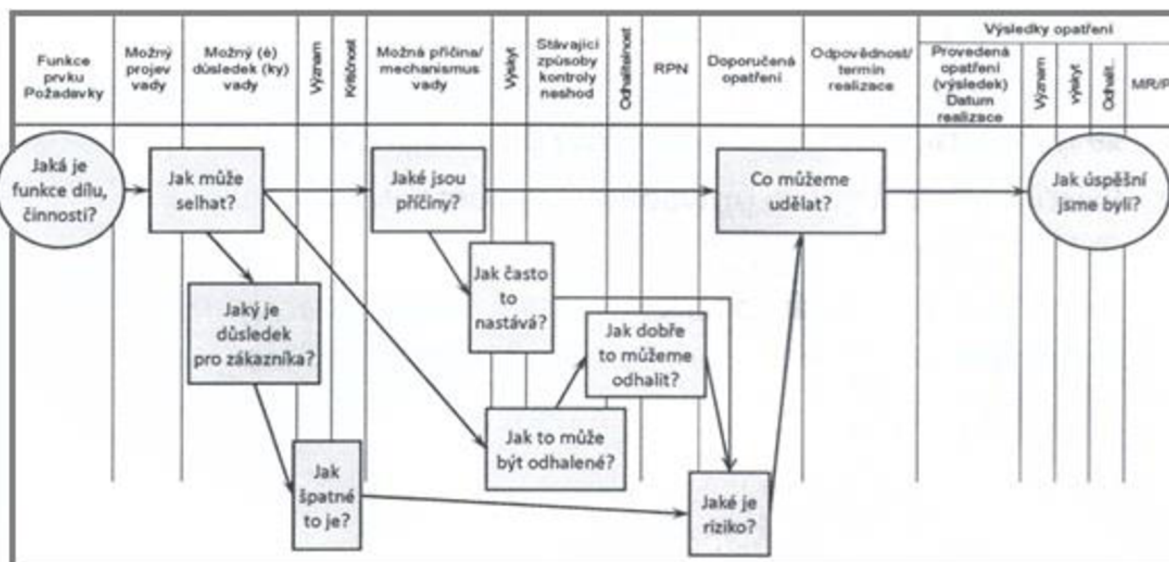 Funkce
prvku
Požadavky
Možný
projev
vady
Možný (é)
důsledek (ky)
vady
Význam
Kritičnost
Možná příčina/
mechanismus
vady
Výskyt
Stávající
způsoby
kontroly
neshod
Odhalitelnost
RPN
Doporučená
opatření
Odpovědnost/
termín
realizace
Výsledky opatření
Provedená
opatření
(výsledek)
Datum
realizace
Význam
výskyt
Odhalit..
MR/P
Jaká je
funkce dílu,
činnosti?
Jak může
selhat?
Jaké jsou
příčiny?
Co můžeme
udělat?
Jak úspěšní
jsme byli?
Jak často
to
nastává?
Jaký je
důsledek
pro zákazníka?
Jak dobře
to můžeme
odhalit?
Jak to může
být odhalené?
Jak
špatné
to je?
Jaké je
riziko?